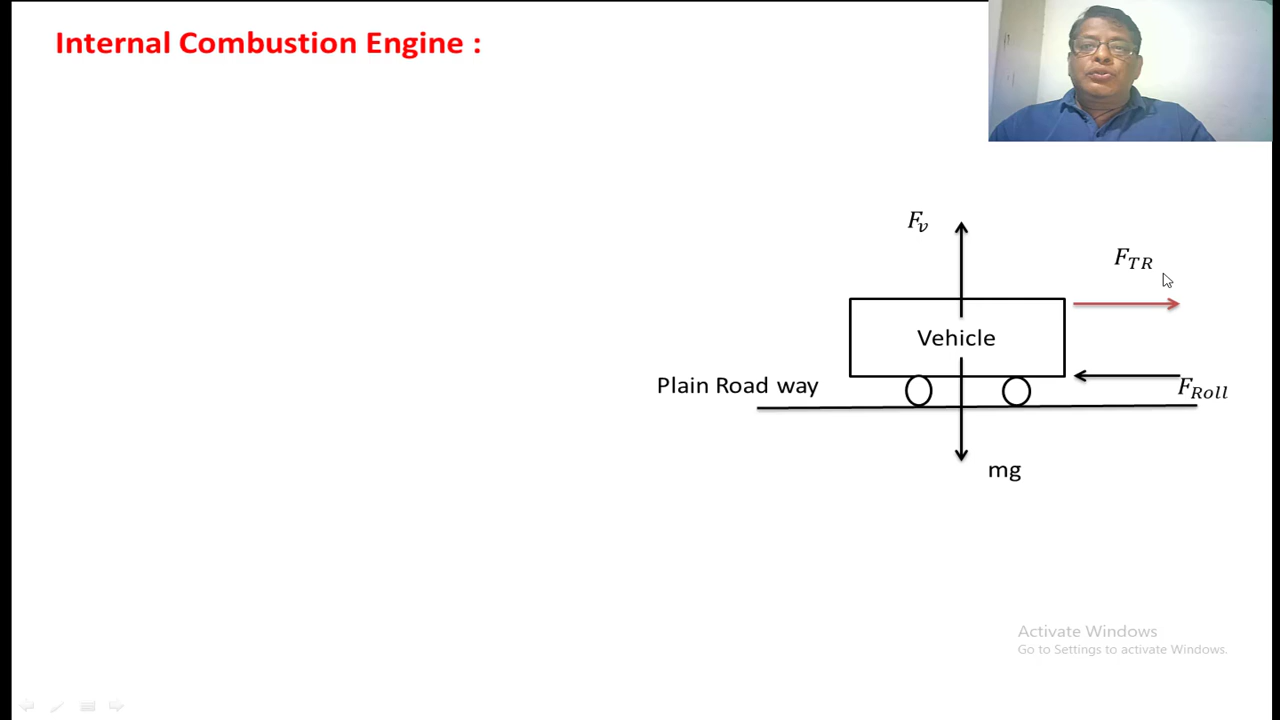 Internal Combustion Engine :
F_v
F_TR
Vehicle
Plain Road way
F_Roll
mg
Activate Windows
Go to Settings to activate Windows.